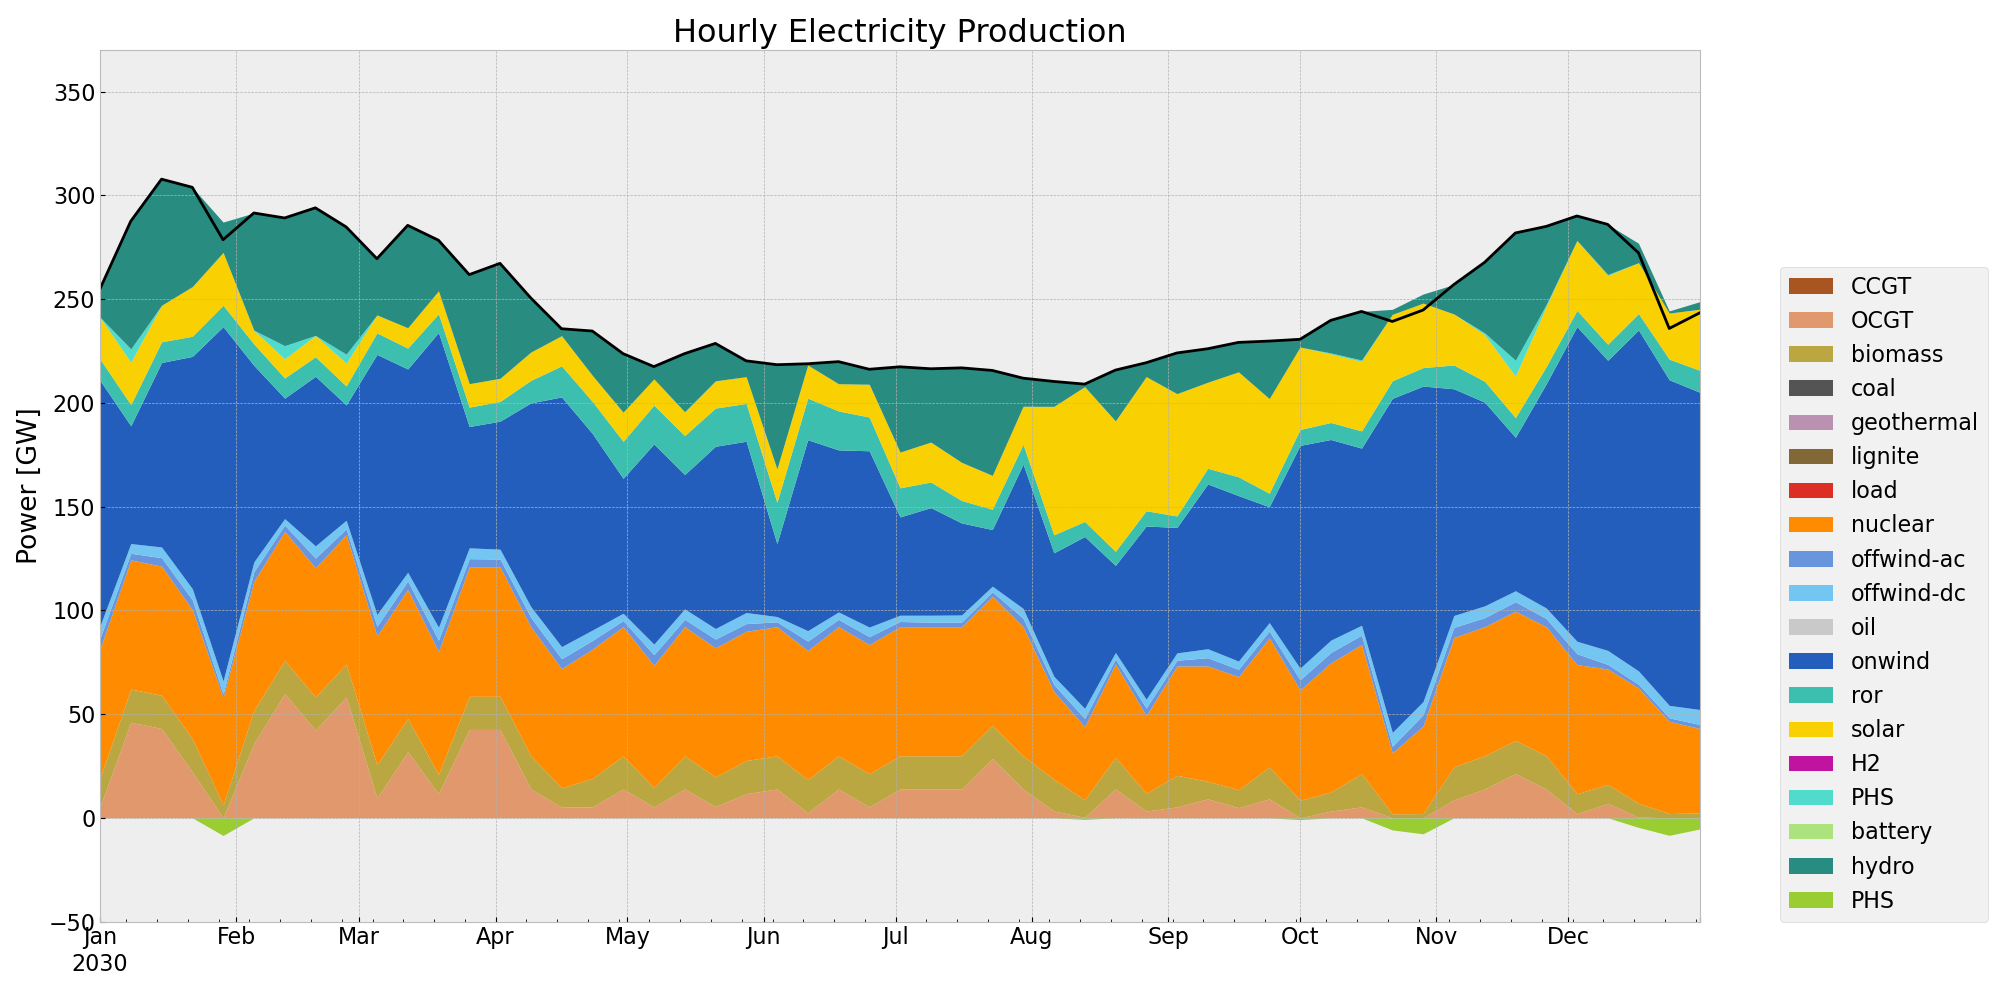 Hourly Electricity Production
Power [GW]
350
300
250
200
150
100
50
0
−50
Jan Feb Mar Apr May Jun Jul Aug Sep Oct Nov Dec
2030
CCGT
OCGT
biomass
coal
geothermal
lignite
load
nuclear
offwind-ac
offwind-dc
oil
onwind
ror
solar
H2
PHS
battery
hydro
PHS